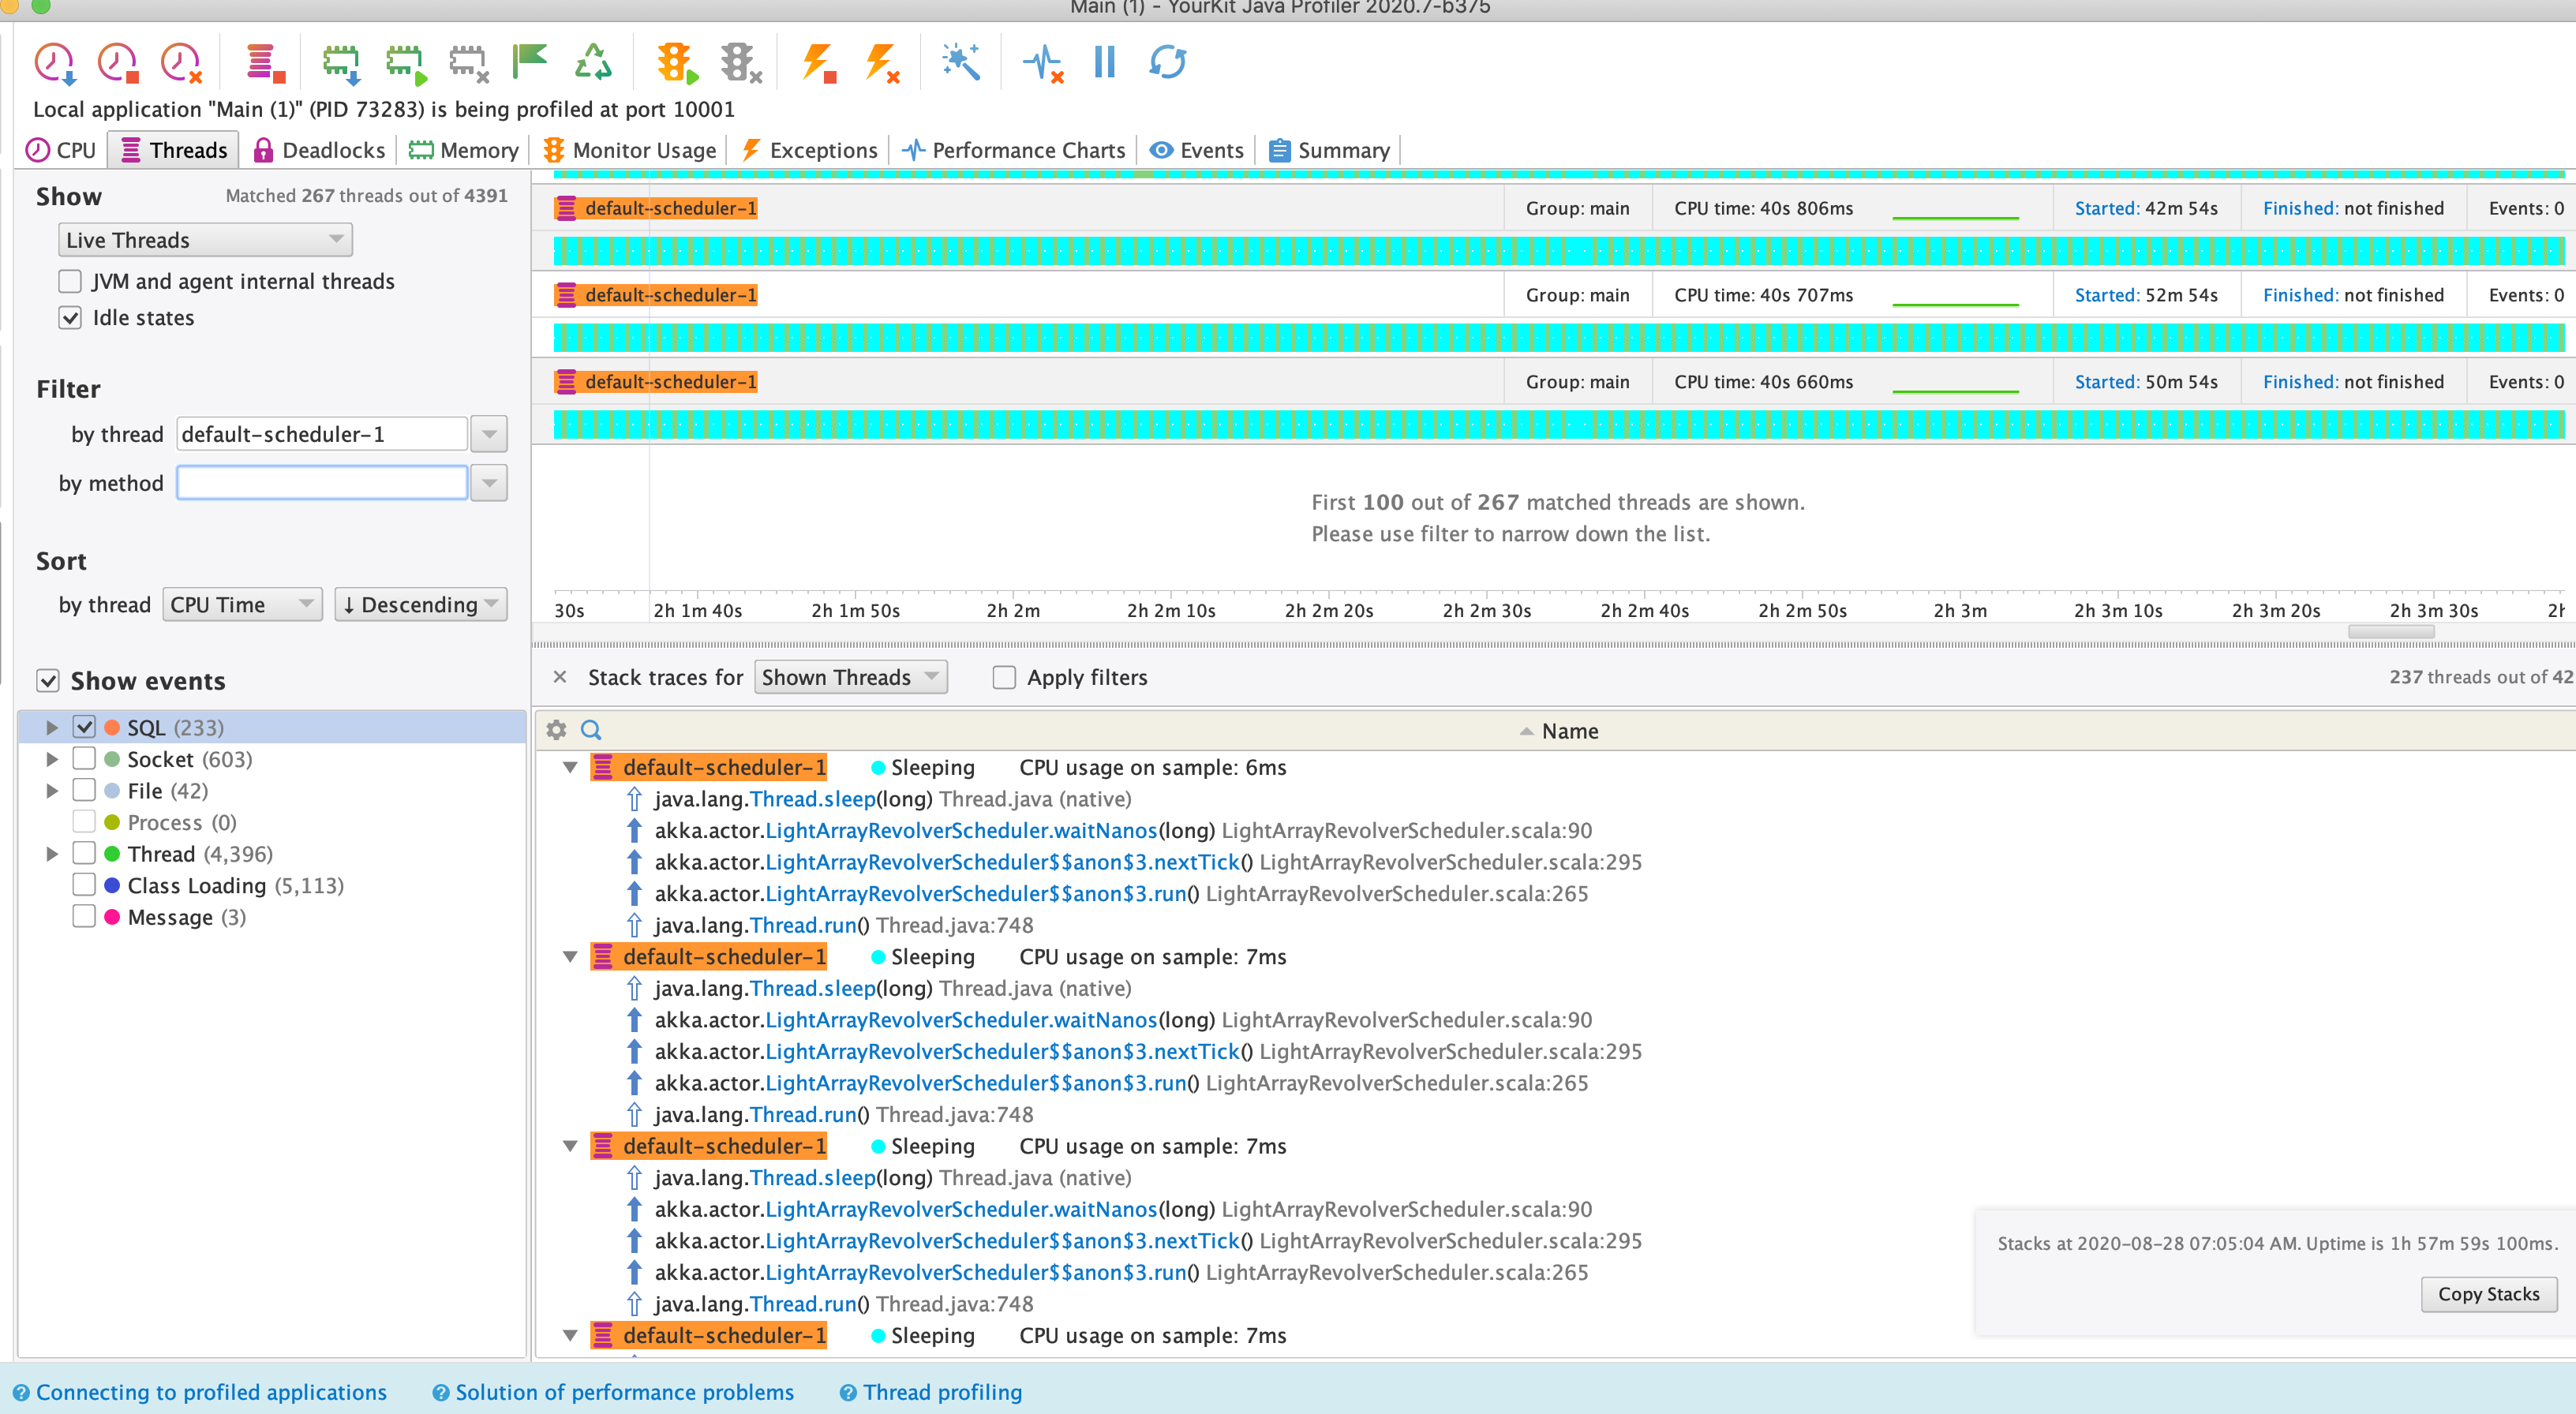 Main (1) - YourKit Java Profiler 2020.7-b375
Local application "Main (1)" (PID 73283) is being profiled at port 10001
CPU Threads Deadlocks Memory Monitor Usage Exceptions Performance Charts Events Summary
Show Matched 267 threads out of 4391
Live Threads
JVM and agent internal threads
Idle states
Filter
by thread default-scheduler-1
by method
Sort
by thread CPU Time ↓ Descending
Show events
SQL (233)
Socket (603)
File (42)
Process (0)
Thread (4,396)
Class Loading (5,113)
Message (3)
default-scheduler-1 Group: main CPU time: 40s 806ms Started: 42m 54s Finished: not finished Events: 0
default-scheduler-1 Group: main CPU time: 40s 707ms Started: 52m 54s Finished: not finished Events: 0
default-scheduler-1 Group: main CPU time: 40s 660ms Started: 50m 54s Finished: not finished Events: 0
First 100 out of 267 matched threads are shown.
Please use filter to narrow down the list.
30s 2h 1m 40s 2h 1m 50s 2h 2m 2h 2m 10s 2h 2m 20s 2h 2m 30s 2h 2m 40s 2h 2m 50s 2h 3m 2h 3m 10s 2h 3m 20s 2h 3m 30s
Stack traces for Shown Threads Apply filters 237 threads out of 42
Name
default-scheduler-1 Sleeping CPU usage on sample: 6ms
java.lang.Thread.sleep(long) Thread.java (native)
akka.actor.LightArrayRevolverScheduler.waitNanos(long) LightArrayRevolverScheduler.scala:90
akka.actor.LightArrayRevolverScheduler$$anon$3.nextTick() LightArrayRevolverScheduler.scala:295
akka.actor.LightArrayRevolverScheduler$$anon$3.run() LightArrayRevolverScheduler.scala:265
java.lang.Thread.run() Thread.java:748
default-scheduler-1 Sleeping CPU usage on sample: 7ms
java.lang.Thread.sleep(long) Thread.java (native)
akka.actor.LightArrayRevolverScheduler.waitNanos(long) LightArrayRevolverScheduler.scala:90
akka.actor.LightArrayRevolverScheduler$$anon$3.nextTick() LightArrayRevolverScheduler.scala:295
akka.actor.LightArrayRevolverScheduler$$anon$3.run() LightArrayRevolverScheduler.scala:265
java.lang.Thread.run() Thread.java:748
default-scheduler-1 Sleeping CPU usage on sample: 7ms
java.lang.Thread.sleep(long) Thread.java (native)
akka.actor.LightArrayRevolverScheduler.waitNanos(long) LightArrayRevolverScheduler.scala:90
akka.actor.LightArrayRevolverScheduler$$anon$3.nextTick() LightArrayRevolverScheduler.scala:295
akka.actor.LightArrayRevolverScheduler$$anon$3.run() LightArrayRevolverScheduler.scala:265
java.lang.Thread.run() Thread.java:748
default-scheduler-1 Sleeping CPU usage on sample: 7ms
Stacks at 2020-08-28 07:05:04 AM. Uptime is 1h 57m 59s 100ms.
Copy Stacks
Connecting to profiled applications Solution of performance problems Thread profiling